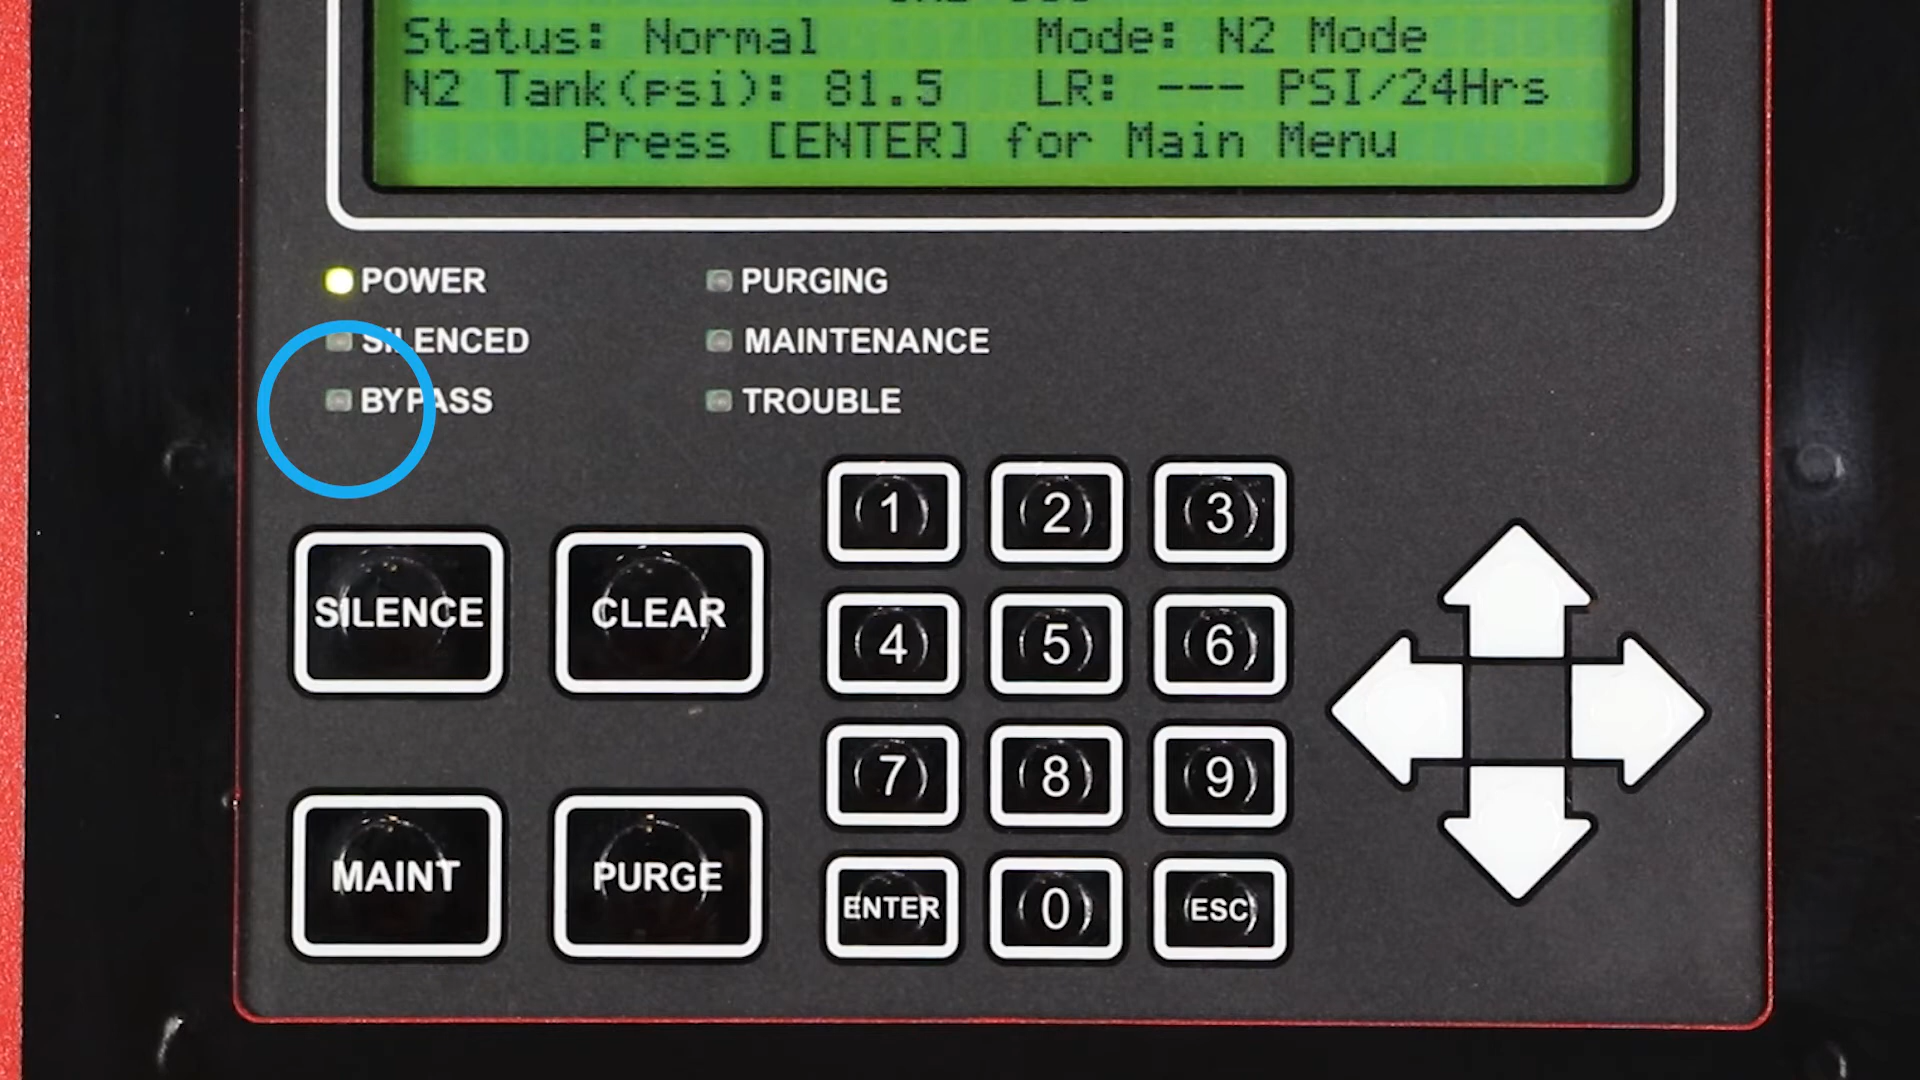 Status: Normal Mode: N2 Mode
N2 Tank(psi): 81.5 LR: --- PSI/24Hrs
Press [ENTER] for Main Menu
POWER PURGING
SILENCED MAINTENANCE
BYPASS TROUBLE
1 2 3
SILENCE CLEAR 4 5 6
7 8 9
MAINT PURGE ENTER 0 ESC